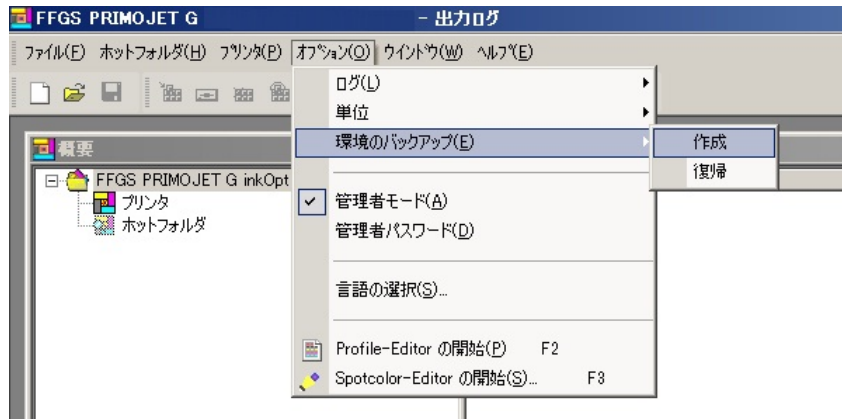 FFGS PRIMOJET G - 出力ログ
ファイル(F) ホットフォルダ(H) プリンタ(P) オプション(O) ウインドウ(W) ヘルプ(E)
ログ(L)
単位
環境のバックアップ(E)
作成
復帰
概要
FFGS PRIMOJET G inkOpt
プリンタ
ホットフォルダ
管理者モード(A)
管理者パスワード(D)
言語の選択(S)...
Profile-Editor の開始(P) F2
Spotcolor-Editor の開始(S)... F3